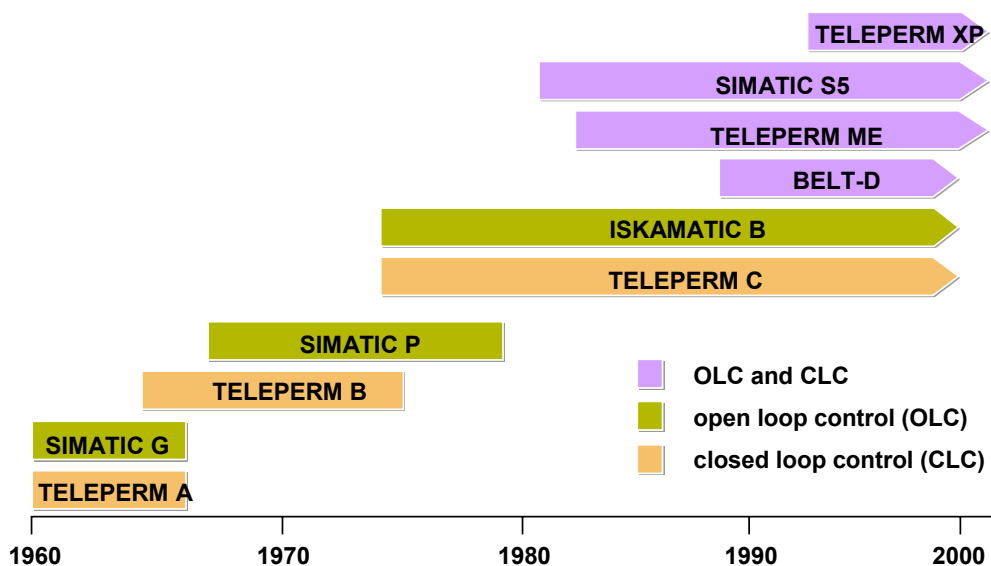 TELEPERM XP
SIMATIC S5
TELEPERM ME
BELT-D
ISKAMATIC B
TELEPERM C
SIMATIC P
TELEPERM B
SIMATIC G
TELEPERM A
OLC and CLC
open loop control (OLC)
closed loop control (CLC)
1960 1970 1980 1990 2000